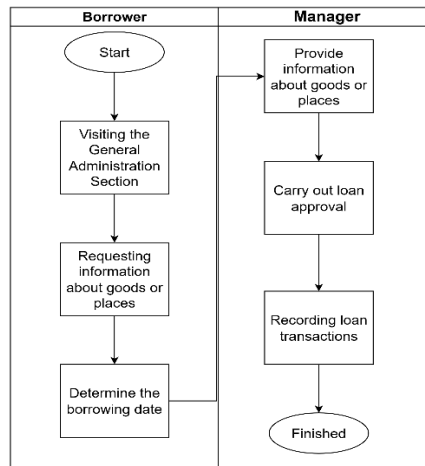 Borrower
Start
Visiting the
General
Administration
Section
Requesting
information
about goods or
places
Determine the
borrowing date
Manager
Provide
information
about goods or
places
Carry out loan
approval
Recording loan
transactions
Finished